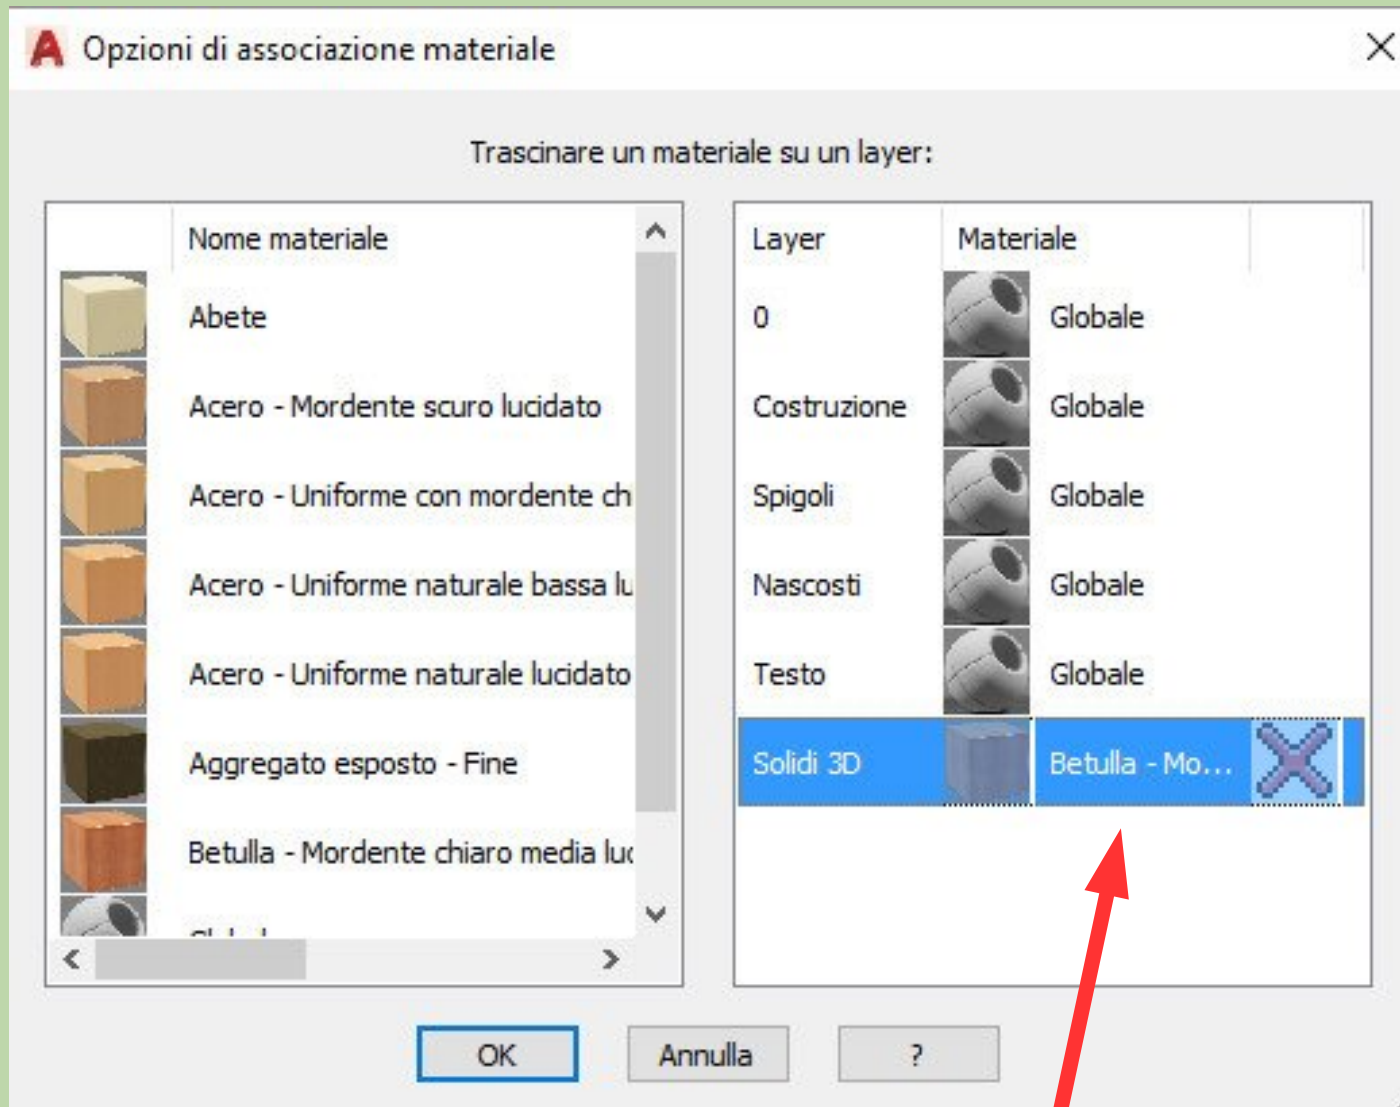 Opzioni di associazione materiale
Trascinare un materiale su un layer:
Nome materiale
Abete
Acero - Mordente scuro lucidato
Acero - Uniforme con mordente ch
Acero - Uniforme naturale bassa lu
Acero - Uniforme naturale lucidato
Aggregato esposto - Fine
Betulla - Mordente chiaro media luc
Layer Materiale
0 Globale
Costruzione Globale
Spigoli Globale
Nascosti Globale
Testo Globale
Solidi 3D Betulla - Mo...
OK Annulla ?